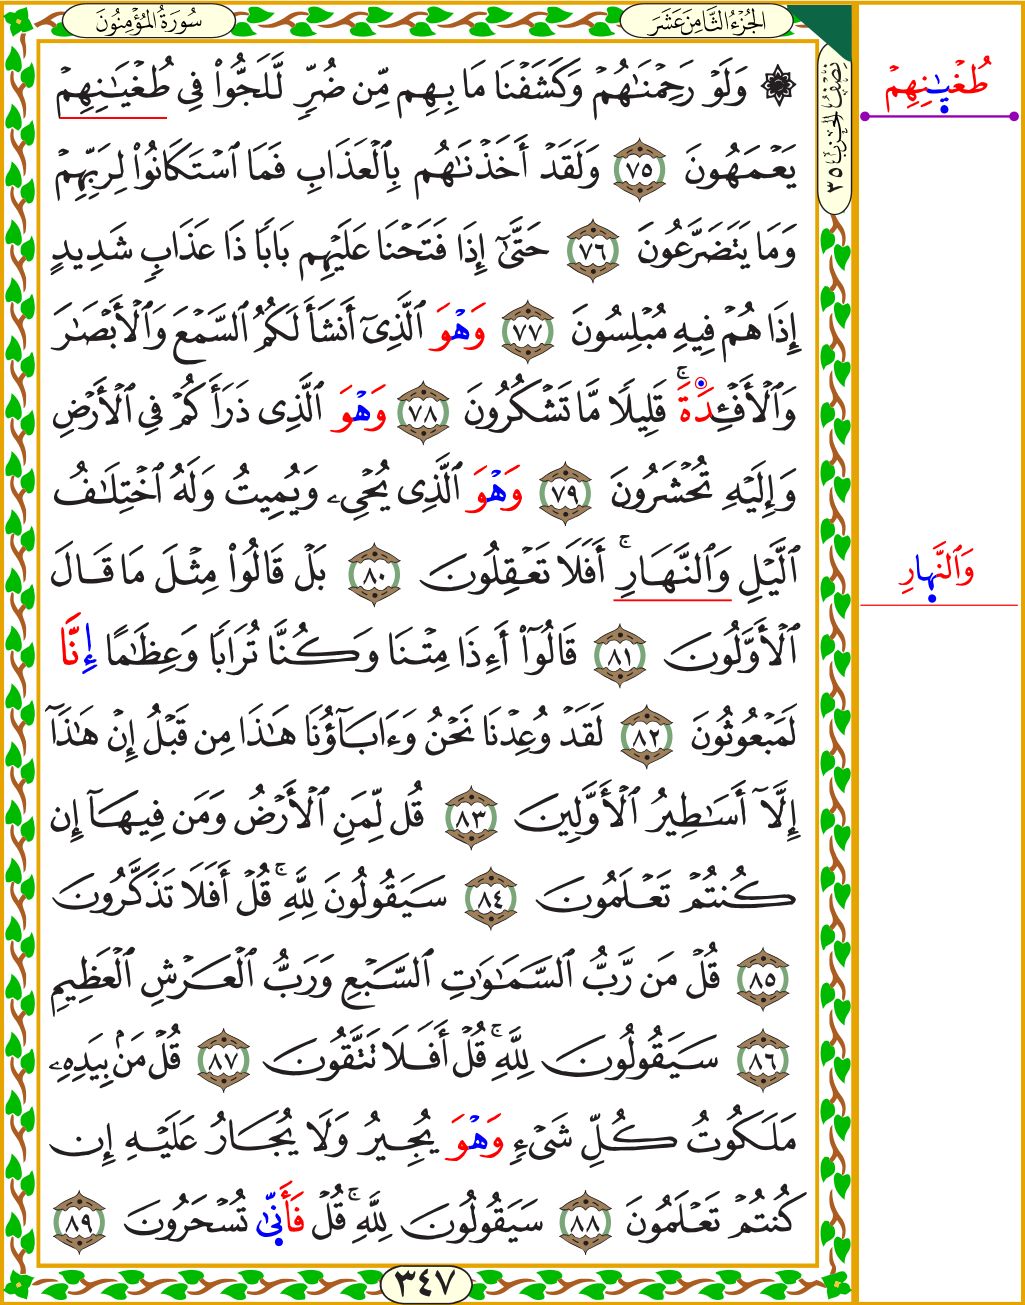 سُورَةُ المُؤْمِنُونَ
الجُزْءُ الثَّامِنَ عَشَرَ
نِصْفُ الحِزْبِ ٣٥
۞ وَلَوْ رَحِمْنَٰهُمْ وَكَشَفْنَا مَا بِهِم مِّن ضُرٍّ لَّلَجُّوا۟ فِى طُغْيَٰنِهِمْ
طُغْيَٰنِهِمْ
يَعْمَهُونَ ٧٥ وَلَقَدْ أَخَذْنَٰهُم بِٱلْعَذَابِ فَمَا ٱسْتَكَانُوا۟ لِرَبِّهِمْ
وَمَا يَتَضَرَّعُونَ ٧٦ حَتَّىٰٓ إِذَا فَتَحْنَا عَلَيْهِم بَابًا ذَا عَذَابٍ شَدِيدٍ
إِذَا هُمْ فِيهِ مُبْلِسُونَ ٧٧ وَهْوَ ٱلَّذِىٓ أَنشَأَ لَكُمُ ٱلسَّمْعَ وَٱلْأَبْصَٰرَ
وَٱلْأَفْـِٔدَةَ ۚ قَلِيلًا مَّا تَشْكُرُونَ ٧٨ وَهْوَ ٱلَّذِى ذَرَأَكُمْ فِى ٱلْأَرْضِ
وَإِلَيْهِ تُحْشَرُونَ ٧٩ وَهْوَ ٱلَّذِى يُحْىِۦ وَيُمِيتُ وَلَهُ ٱخْتِلَٰفُ
ٱلَّيْلِ وَٱلنَّهَارِ ۚ أَفَلَا تَعْقِلُونَ ٨٠ بَلْ قَالُوا۟ مِثْلَ مَا قَالَ
وَٱلنَّهِارِ
ٱلْأَوَّلُونَ ٨١ قَالُوٓا۟ أَءِذَا مِتْنَا وَكُنَّا تُرَابًا وَعِظَٰمًا إِنَّا
لَمَبْعُوثُونَ ٨٢ لَقَدْ وُعِدْنَا نَحْنُ وَءَابَآؤُنَا هَٰذَا مِن قَبْلُ إِنْ هَٰذَآ
إِلَّآ أَسَٰطِيرُ ٱلْأَوَّلِينَ ٨٣ قُل لِّمَنِ ٱلْأَرْضُ وَمَن فِيهَآ إِن
كُنتُمْ تَعْلَمُونَ ٨٤ سَيَقُولُونَ لِلَّهِ ۚ قُلْ أَفَلَا تَذَّكَّرُونَ
٨٥ قُلْ مَن رَّبُّ ٱلسَّمَٰوَٰتِ ٱلسَّبْعِ وَرَبُّ ٱلْعَرْشِ ٱلْعَظِيمِ
٨٦ سَيَقُولُونَ لِلَّهِ ۚ قُلْ أَفَلَا تَتَّقُونَ ٨٧ قُلْ مَنۢ بِيَدِهِۦ
مَلَكُوتُ كُلِّ شَىْءٍ وَهْوَ يُجِيرُ وَلَا يُجَارُ عَلَيْهِ إِن
كُنتُمْ تَعْلَمُونَ ٨٨ سَيَقُولُونَ لِلَّهِ ۚ قُلْ فَأَنِّىٰ تُسْحَرُونَ ٨٩
٣٤٧